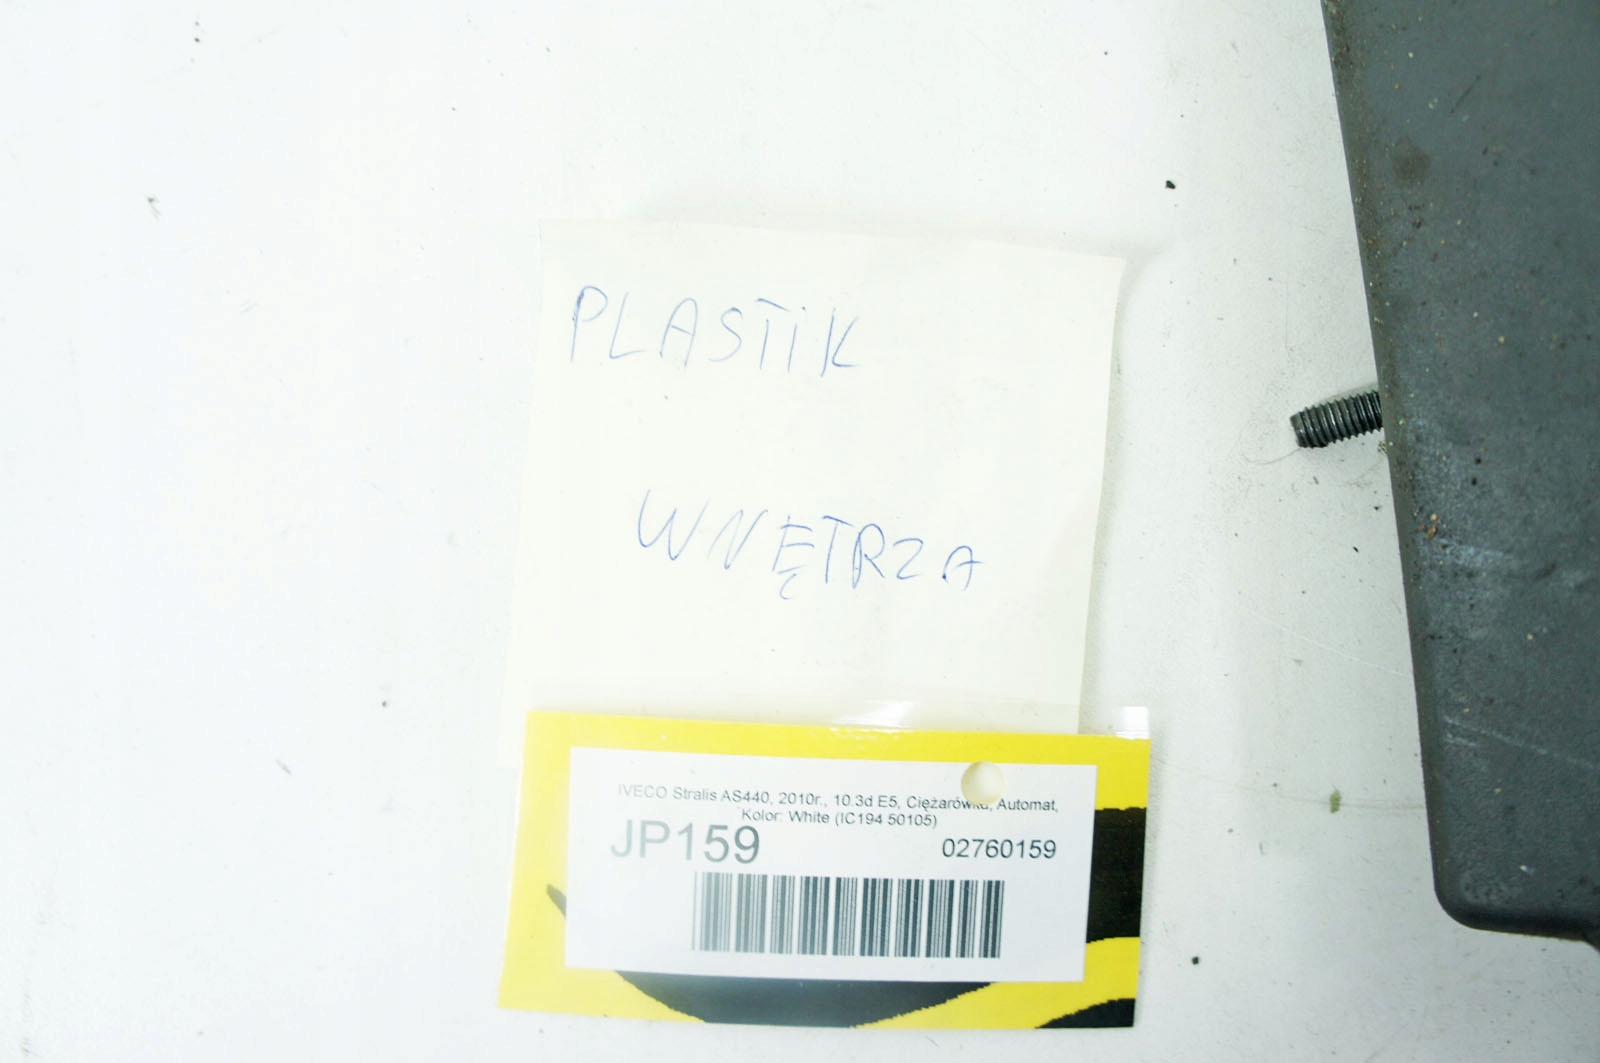 PLASTiK
WNĘTRZA
IVECO Stralis AS440, 2010r., 10.3d E5, Ciężarówka, Automat,
Kolor: White (IC194 50105)
JP159
02760159